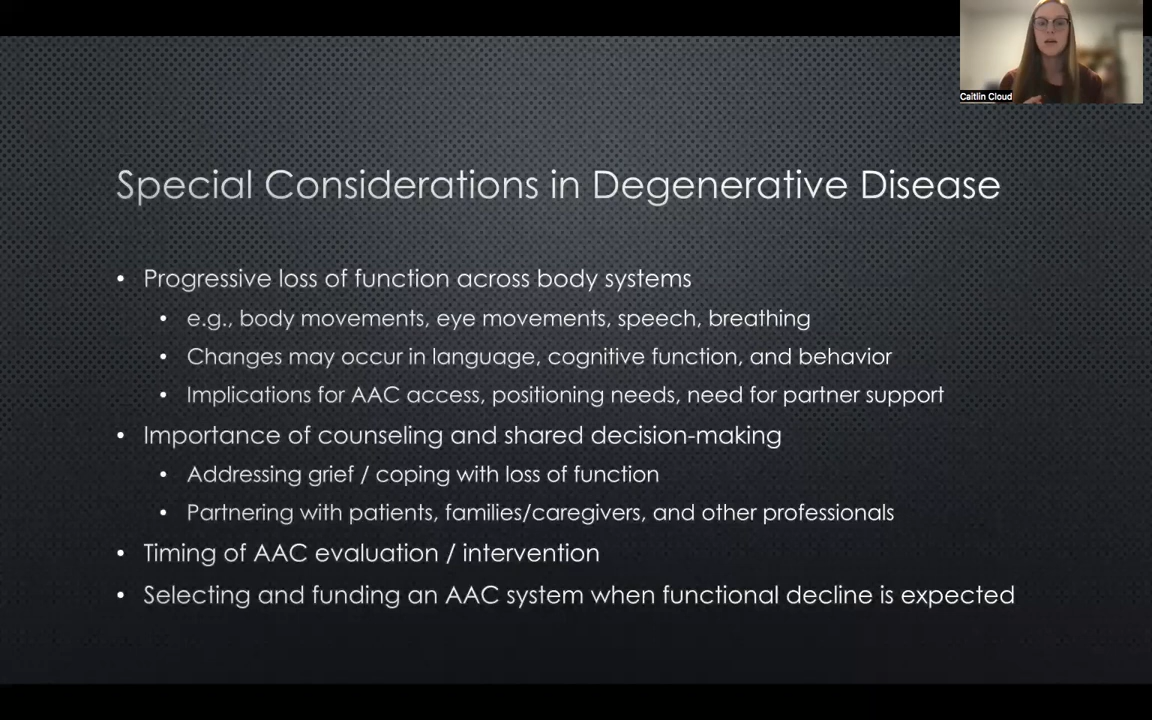 Caitlin Cloud
Special Considerations in Degenerative Disease
• Progressive loss of function across body systems
• e.g., body movements, eye movements, speech, breathing
• Changes may occur in language, cognitive function, and behavior
• Implications for AAC access, positioning needs, need for partner support
• Importance of counseling and shared decision-making
• Addressing grief / coping with loss of function
• Partnering with patients, families/caregivers, and other professionals
• Timing of AAC evaluation / intervention
• Selecting and funding an AAC system when functional decline is expected